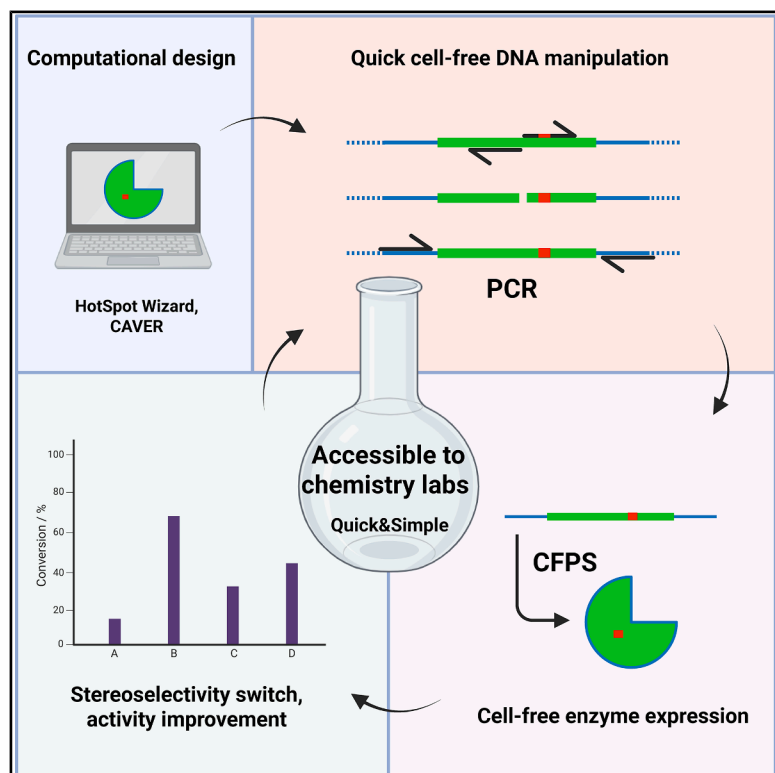 Computational design
Quick cell-free DNA manipulation
HotSpot Wizard,
CAVER
PCR
Accessible to
chemistry labs
Quick&Simple
CFPS
Cell-free enzyme expression
Conversion / %
100
80
60
40
20
0
A
B
C
D
Stereoselectivity switch,
activity improvement